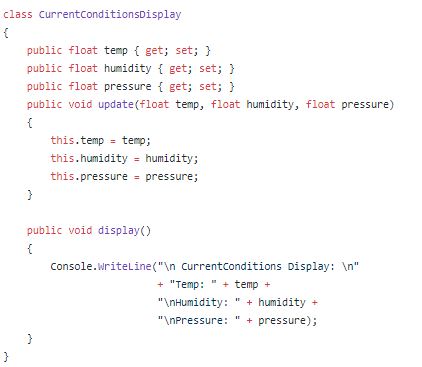 class CurrentConditionsDisplay
{
    public float temp { get; set; }
    public float humidity { get; set; }
    public float pressure { get; set; }
    public void update(float temp, float humidity, float pressure)
    {
        this.temp = temp;
        this.humidity = humidity;
        this.pressure = pressure;
    }

    public void display()
    {
        Console.WriteLine("\n CurrentConditions Display: \n"
                        + "Temp: " + temp +
                        "\nHumidity: " + humidity +
                        "\nPressure: " + pressure);
    }
}